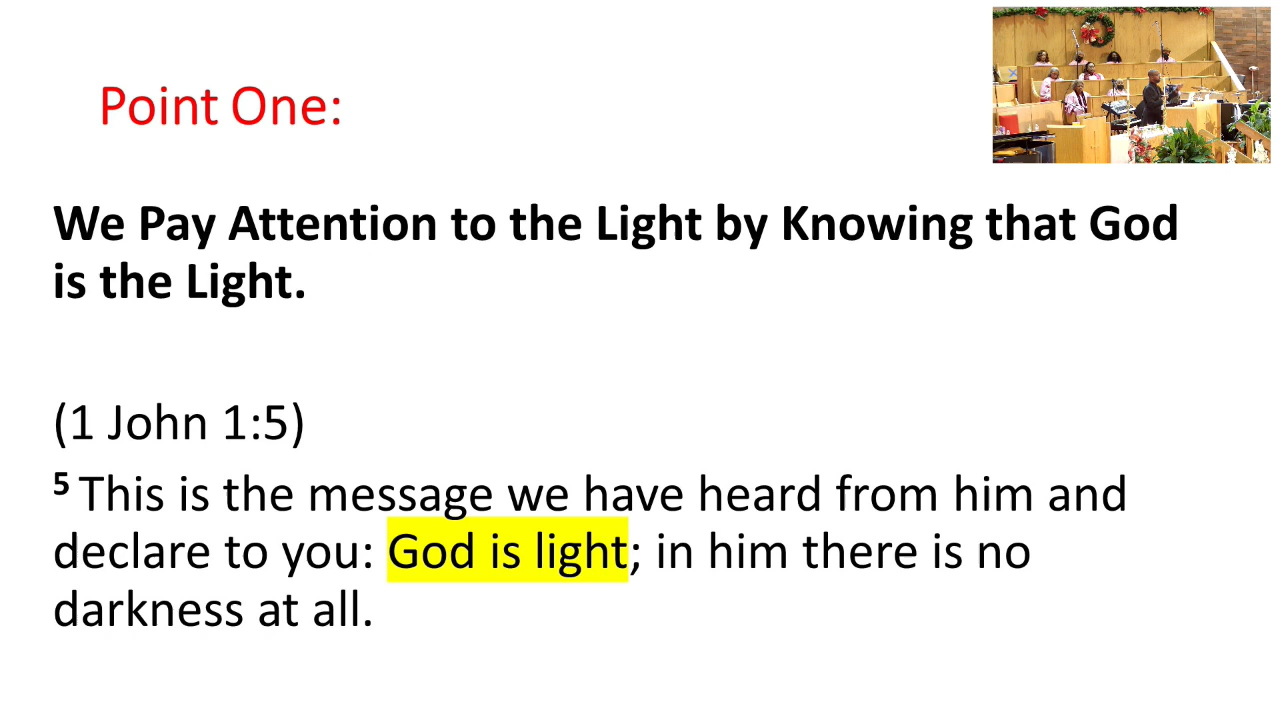 Point One:
We Pay Attention to the Light by Knowing that God
is the Light.
(1 John 1:5)
5 This is the message we have heard from him and
declare to you: God is light; in him there is no
darkness at all.